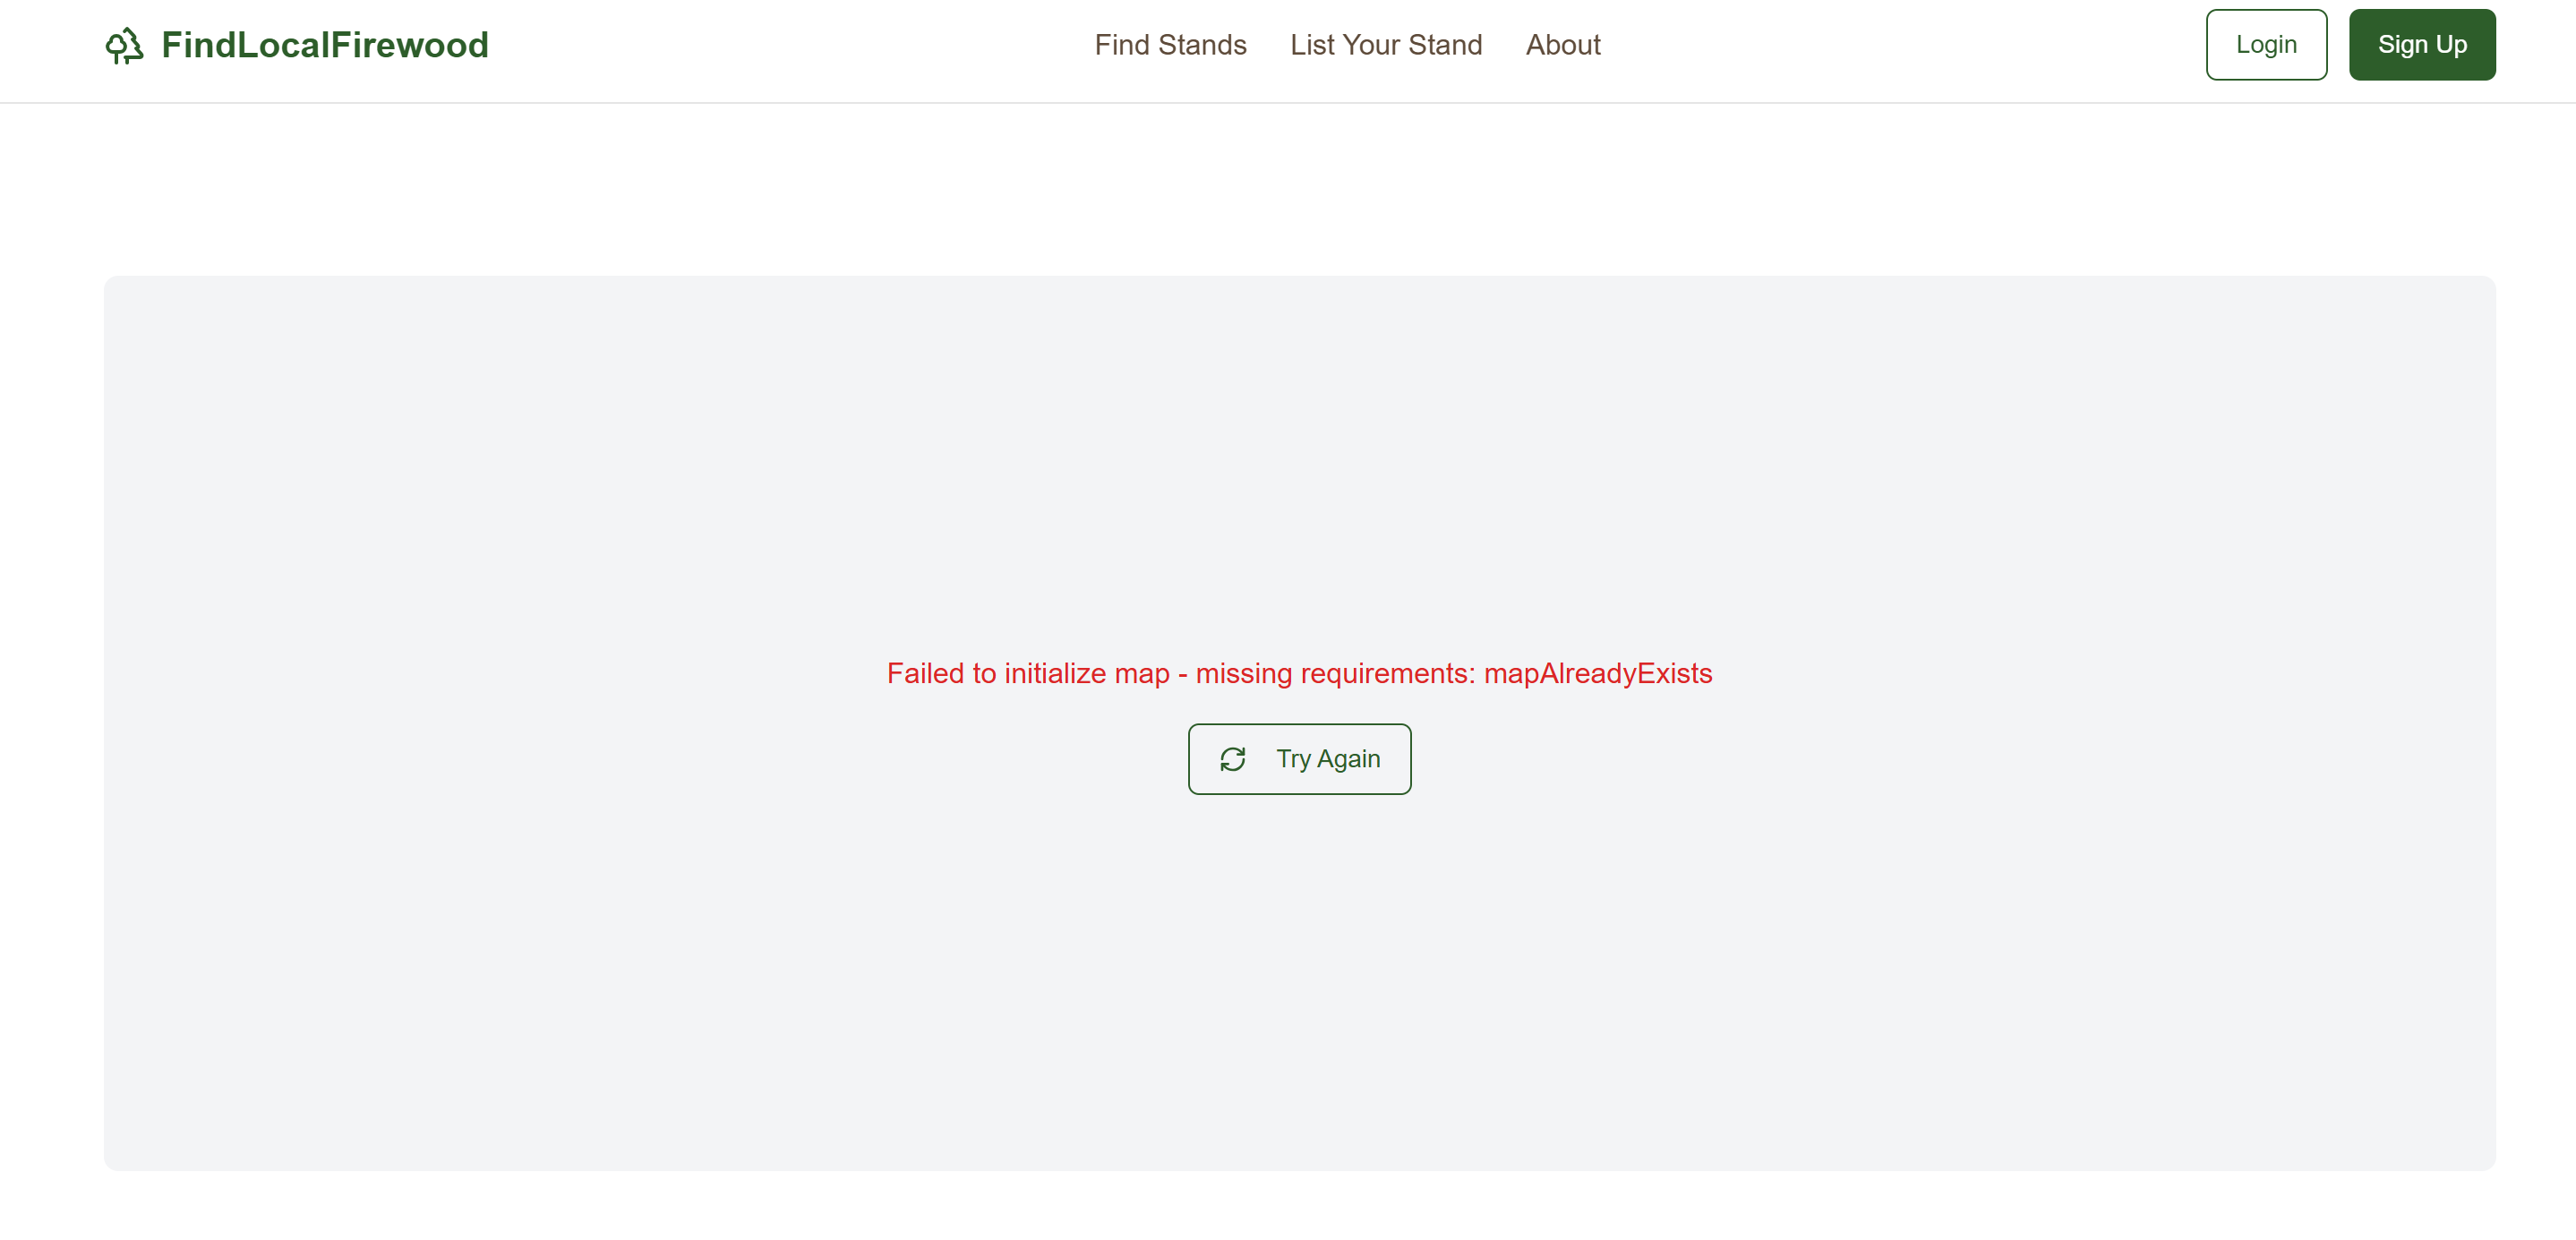 FindLocalFirewood
Find Stands
List Your Stand
About
Login
Sign Up
Failed to initialize map - missing requirements: mapAlreadyExists
Try Again